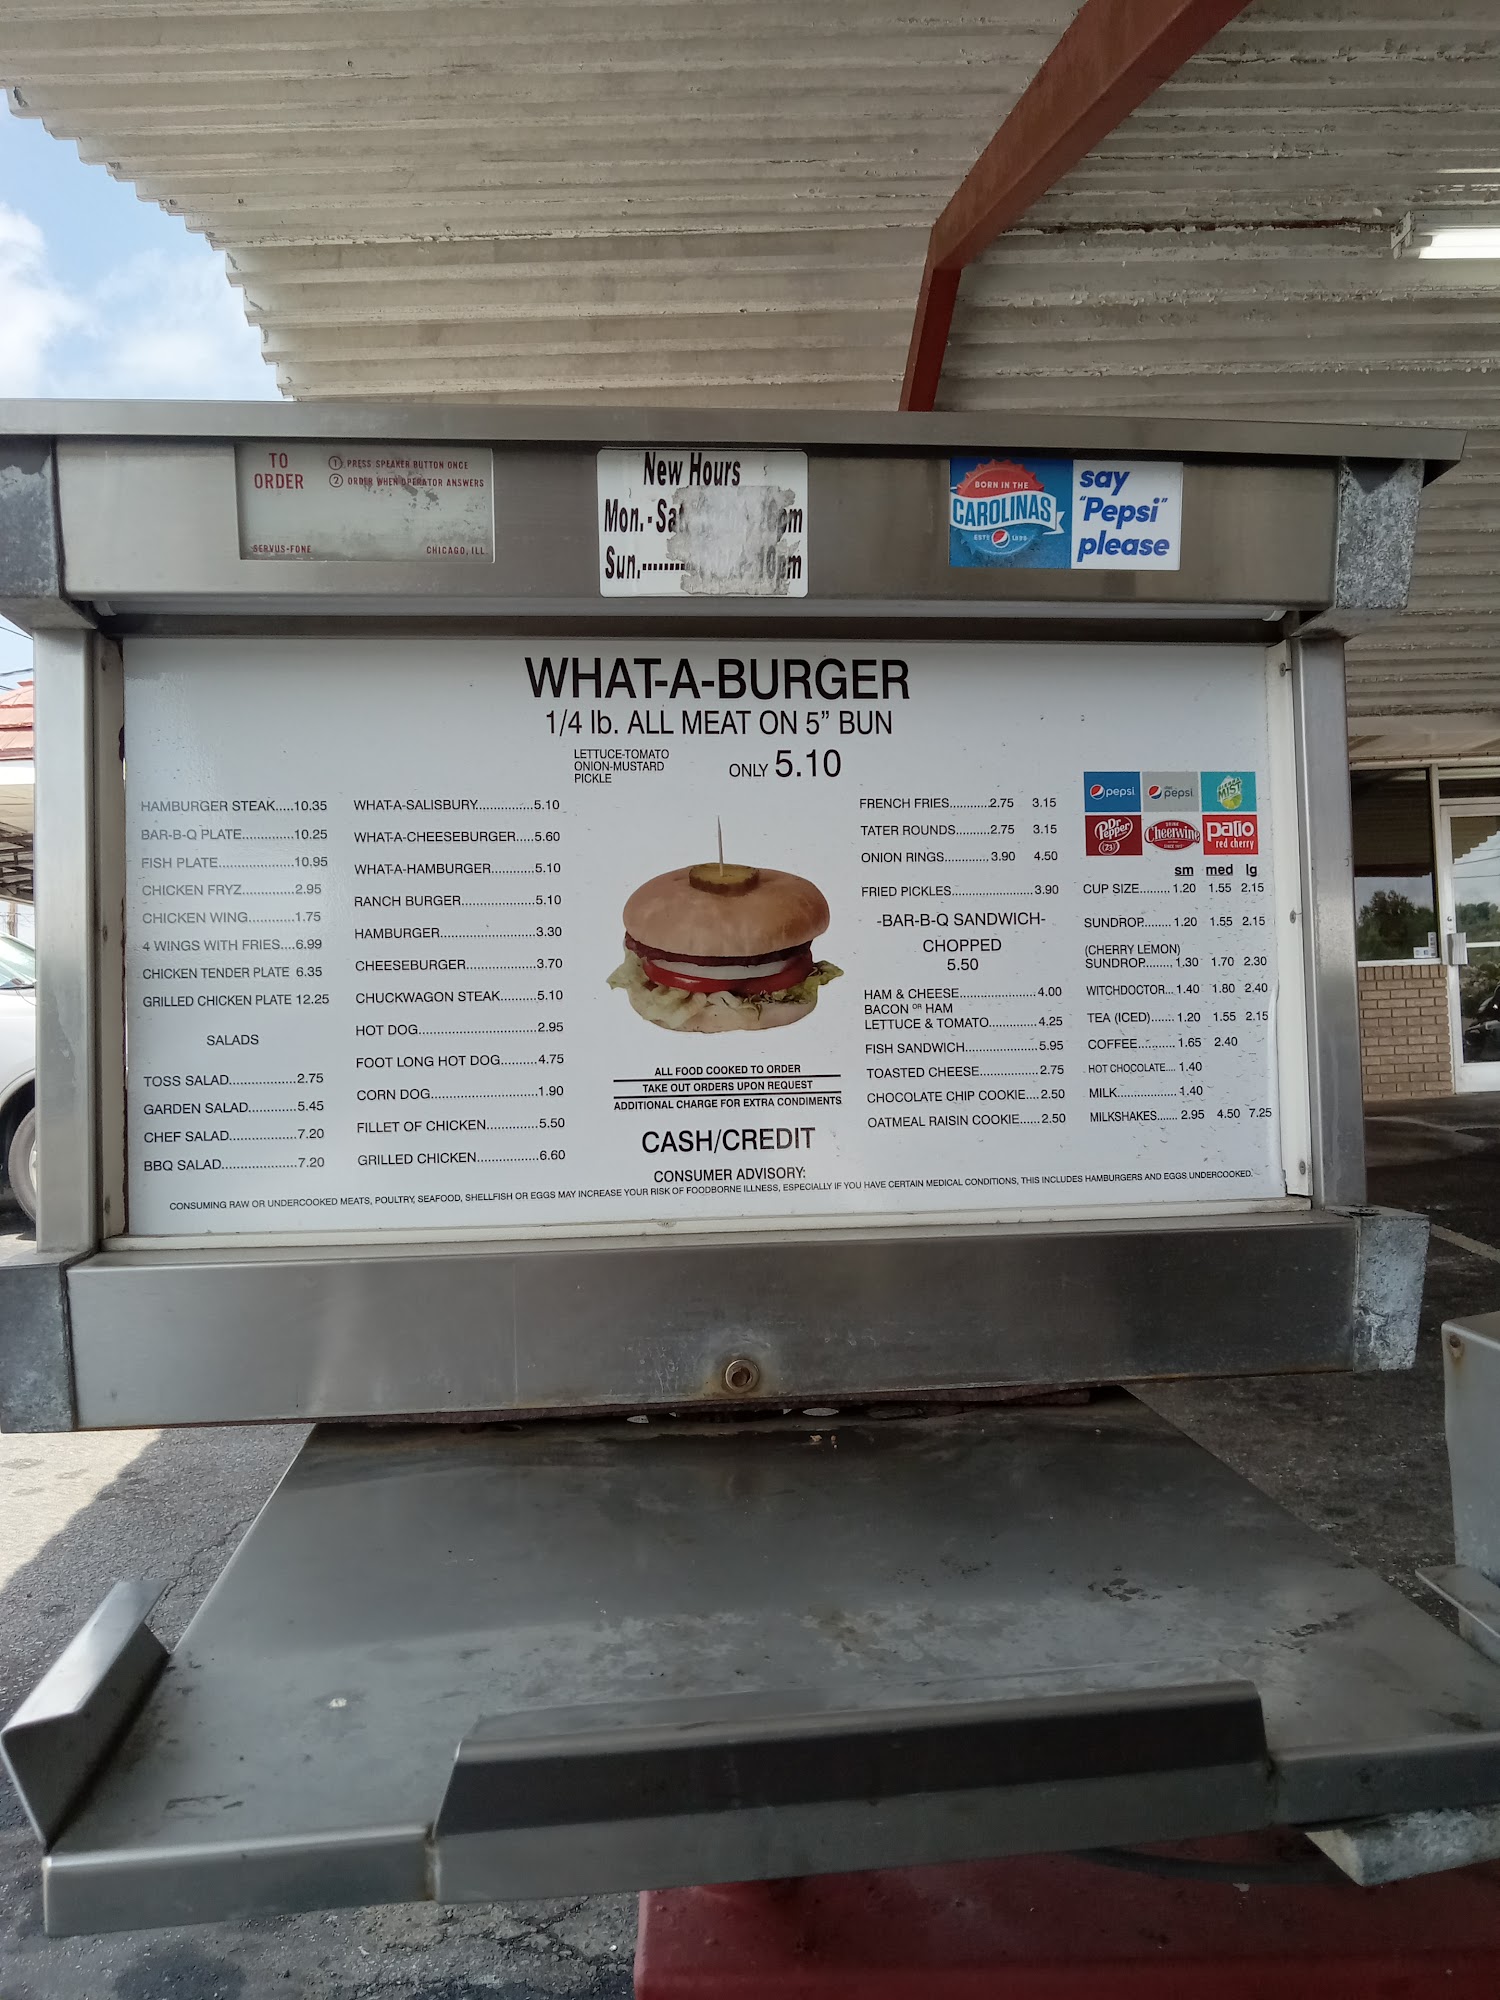 TO ORDER
1 PRESS SPEAKER BUTTON ONCE
2 ORDER WHEN OPERATOR ANSWERS
SERVUS-FONE CHICAGO, ILL.
New Hours
Mon.-Sat pm
Sun......... pm
BORN IN THE
CAROLINAS
ESTD 1898
say
"Pepsi"
please
WHAT-A-BURGER
1/4 lb. ALL MEAT ON 5” BUN
LETTUCE-TOMATO
ONION-MUSTARD
PICKLE
ONLY 5.10
HAMBURGER STEAK.....10.35
BAR-B-Q PLATE..............10.25
FISH PLATE....................10.95
CHICKEN FRYZ.............2.95
CHICKEN WING............1.75
4 WINGS WITH FRIES....6.99
CHICKEN TENDER PLATE 6.35
GRILLED CHICKEN PLATE 12.25
SALADS
TOSS SALAD..................2.75
GARDEN SALAD.............5.45
CHEF SALAD..................7.20
BBQ SALAD....................7.20
WHAT-A-SALISBURY..............5.10
WHAT-A-CHEESEBURGER.....5.60
WHAT-A-HAMBURGER...........5.10
RANCH BURGER...................5.10
HAMBURGER.........................3.30
CHEESEBURGER...................3.70
CHUCKWAGON STEAK..........5.10
HOT DOG...............................2.95
FOOT LONG HOT DOG..........4.75
CORN DOG.............................1.90
FILLET OF CHICKEN..............5.50
GRILLED CHICKEN.................6.60
ALL FOOD COOKED TO ORDER
TAKE OUT ORDERS UPON REQUEST
ADDITIONAL CHARGE FOR EXTRA CONDIMENTS
CASH/CREDIT
FRENCH FRIES...........2.75 3.15
TATER ROUNDS..........2.75 3.15
ONION RINGS.............3.90 4.50
FRIED PICKLES.........................3.90
-BAR-B-Q SANDWICH-
CHOPPED
5.50
HAM & CHEESE.......................4.00
BACON OR HAM
LETTUCE & TOMATO..............4.25
FISH SANDWICH......................5.95
TOASTED CHEESE..................2.75
CHOCOLATE CHIP COOKIE....2.50
OATMEAL RAISIN COOKIE......2.50
pepsi diet pepsi MIST
Dr Pepper 23 DRINK Cheerwine patio red cherry
sm med lg
CUP SIZE......... 1.20 1.55 2.15
SUNDROP......... 1.20 1.55 2.15
(CHERRY LEMON)
SUNDROP......... 1.30 1.70 2.30
WITCHDOCTOR... 1.40 1.80 2.40
TEA (ICED)....... 1.20 1.55 2.15
COFFEE........... 1.65 2.40
HOT CHOCOLATE.... 1.40
MILK.................. 1.40
MILKSHAKES....... 2.95 4.50 7.25
CONSUMER ADVISORY:
CONSUMING RAW OR UNDERCOOKED MEATS, POULTRY, SEAFOOD, SHELLFISH OR EGGS MAY INCREASE YOUR RISK OF FOODBORNE ILLNESS, ESPECIALLY IF YOU HAVE CERTAIN MEDICAL CONDITIONS, THIS INCLUDES HAMBURGERS AND EGGS UNDERCOOKED.